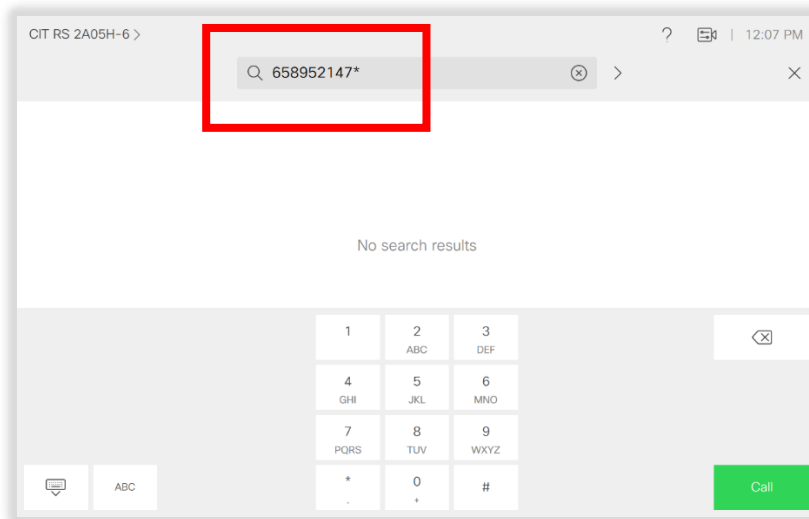 CIT RS 2A05H-6 >
? | 12:07 PM
658952147*
No search results
1 2 3
ABC DEF
4 5 6
GHI JKL MNO
7 8 9
PQRS TUV WXYZ
* 0 #
. +
ABC
Call